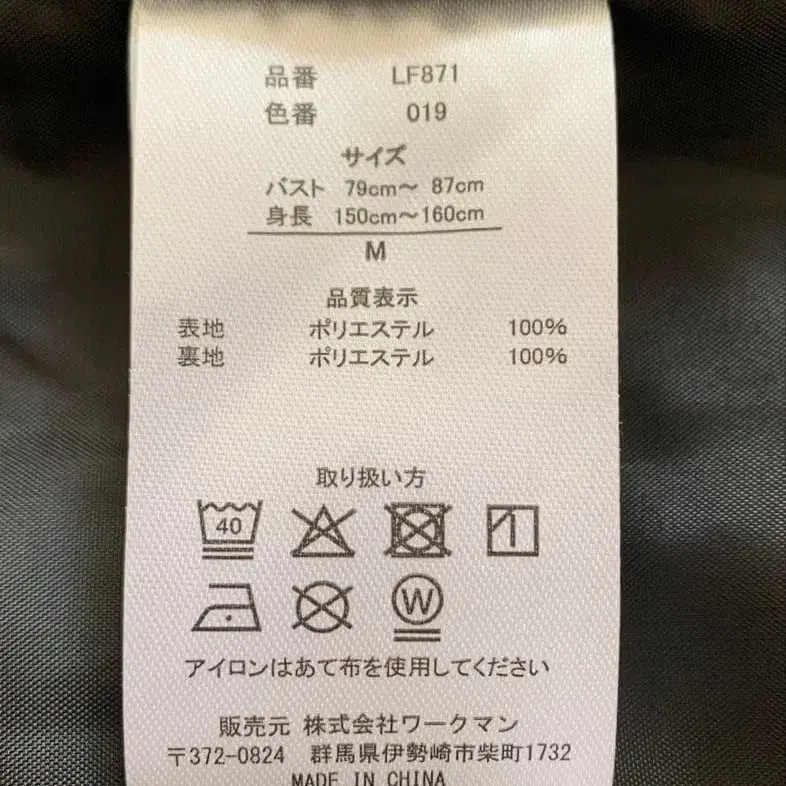 品番 LF871
色番 019
サイズ
バスト 79cm〜 87cm
身長 150cm〜160cm
M
品質表示
表地 ポリエステル 100%
裏地 ポリエステル 100%
取り扱い方
40
W
アイロンはあて布を使用してください
販売元 株式会社ワークマン
〒372-0824 群馬県伊勢崎市柴町1732
MADE IN CHINA